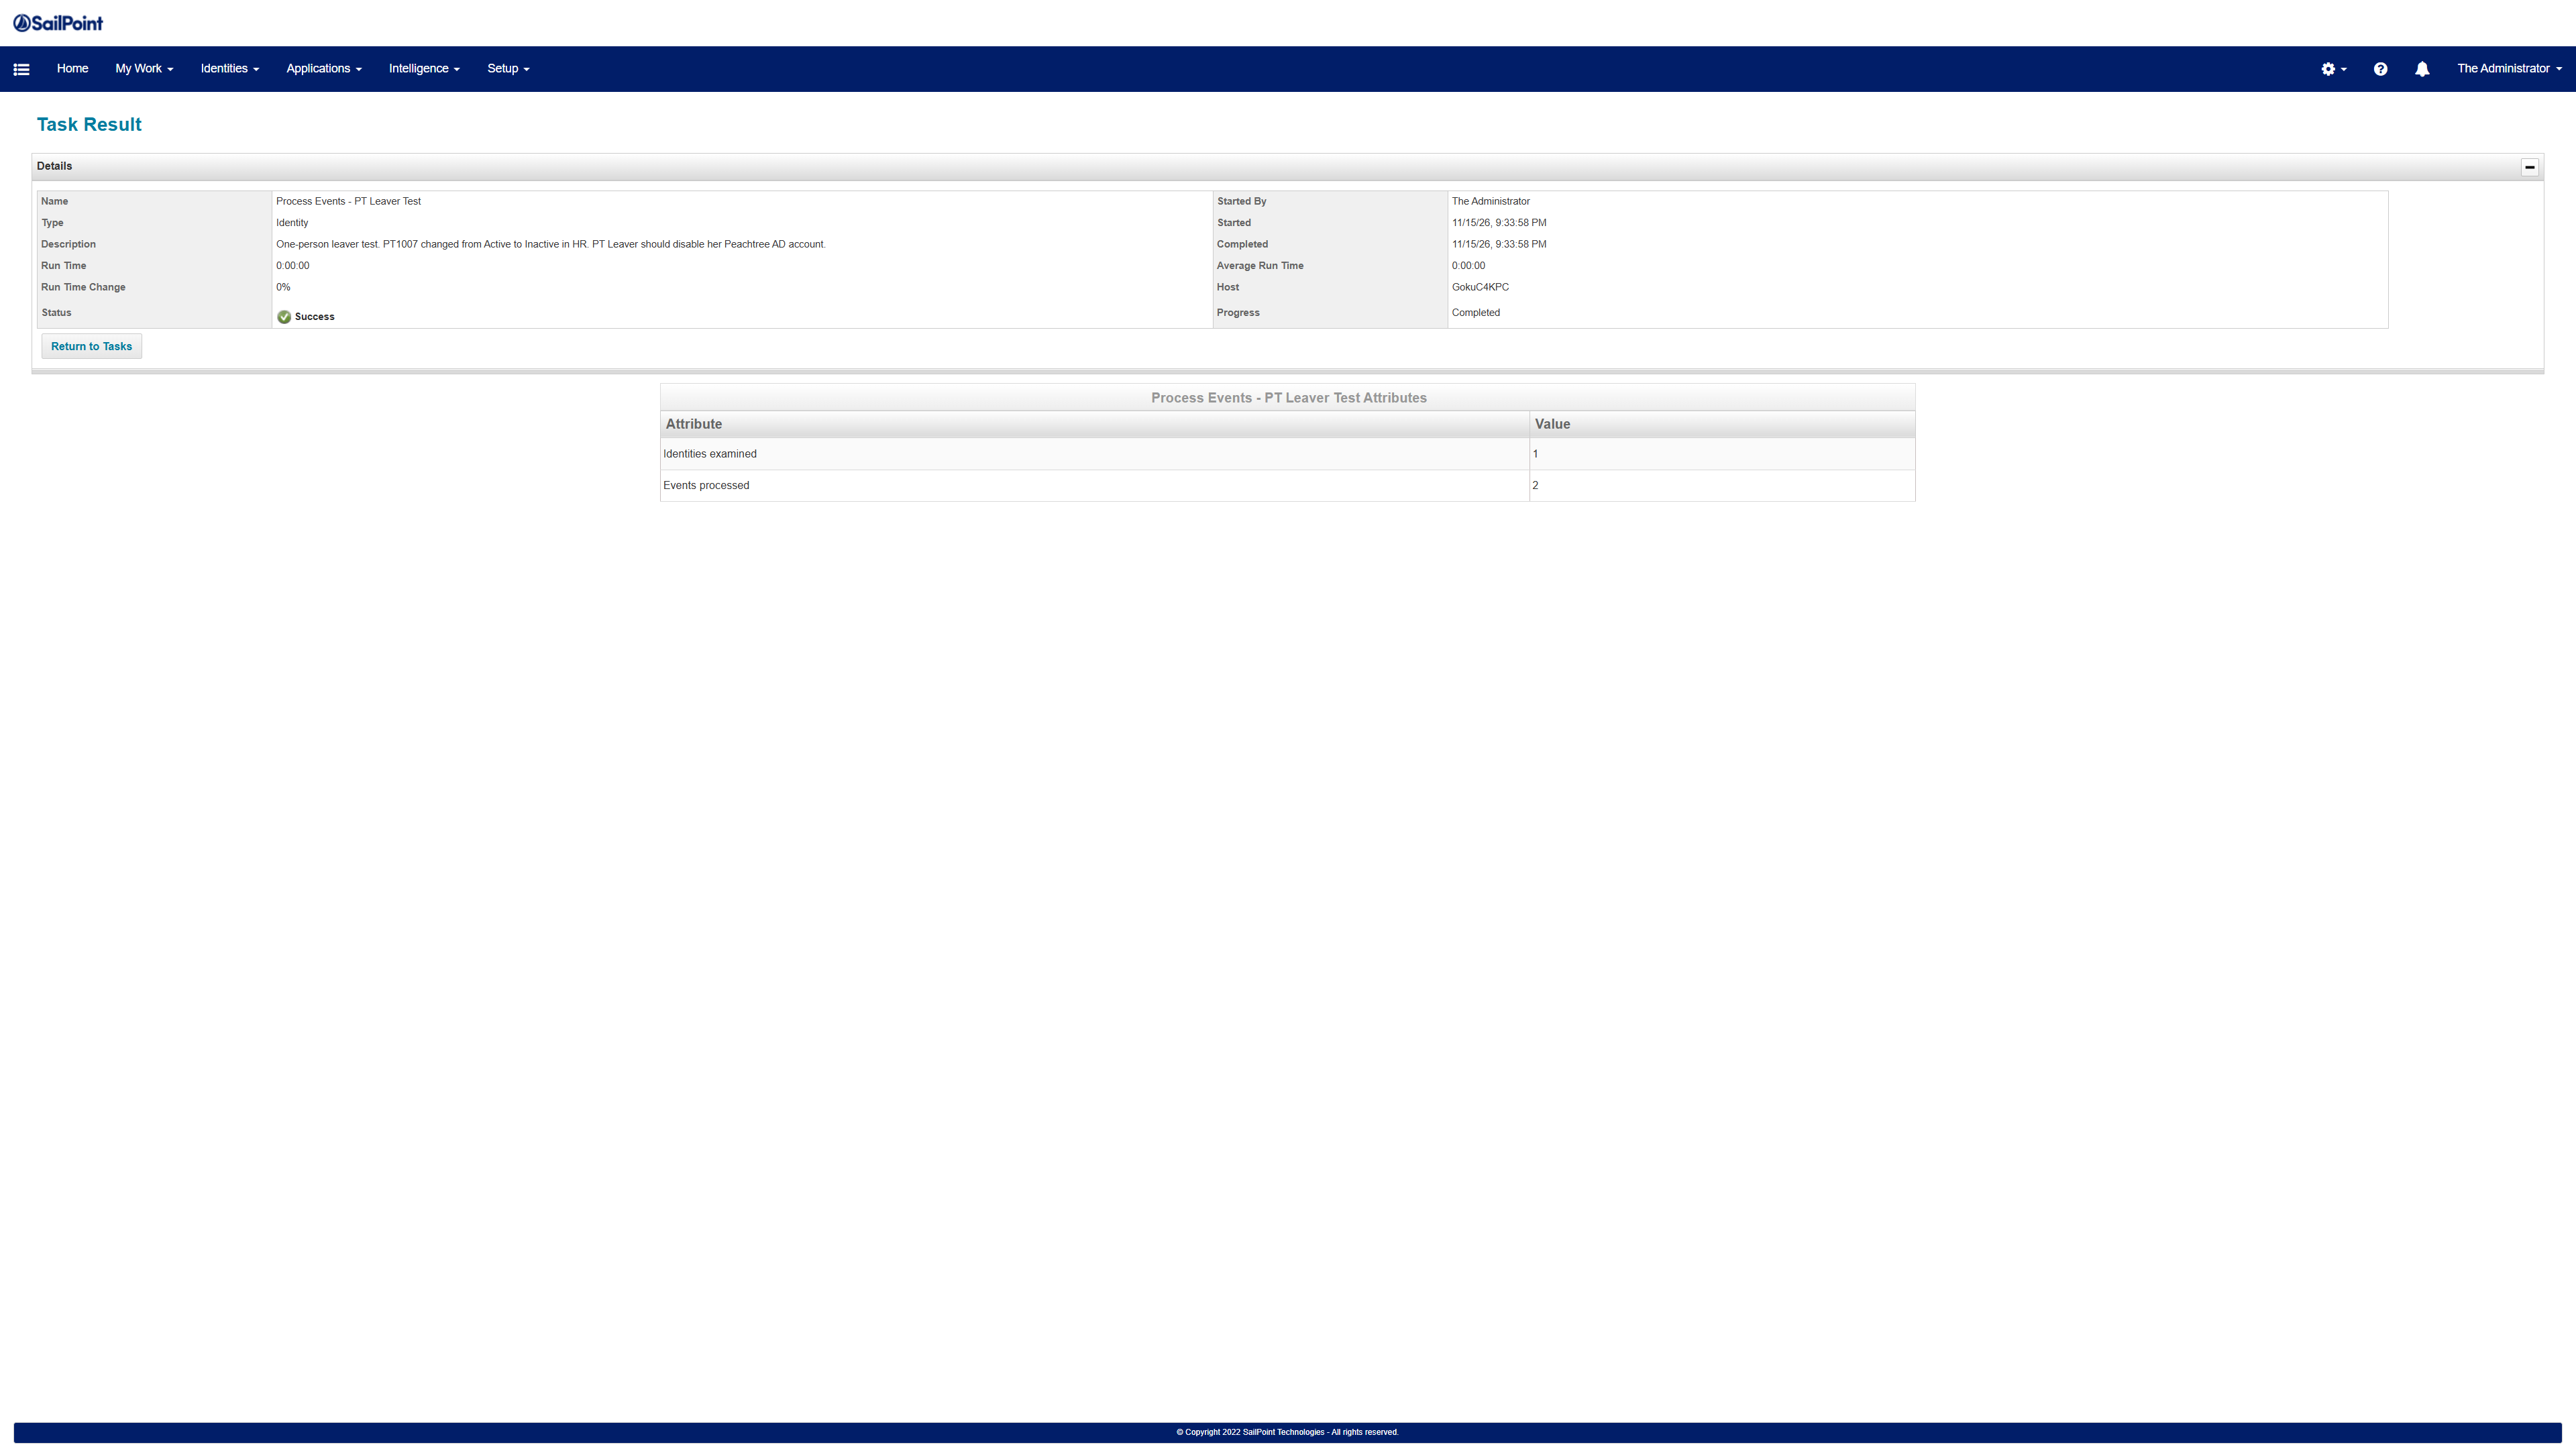 SailPoint
Home My Work Identities Applications Intelligence Setup The Administrator
Task Result
Details
Name Process Events - PT Leaver Test Started By The Administrator
Type Identity Started 11/15/26, 9:33:58 PM
Description One-person leaver test. PT1007 changed from Active to Inactive in HR. PT Leaver should disable her Peachtree AD account. Completed 11/15/26, 9:33:58 PM
Run Time 0:00:00 Average Run Time 0:00:00
Run Time Change 0% Host GokuC4KPC
Status Success Progress Completed
Return to Tasks
Process Events - PT Leaver Test Attributes
Attribute Value
Identities examined 1
Events processed 2
© Copyright 2022 SailPoint Technologies - All rights reserved.